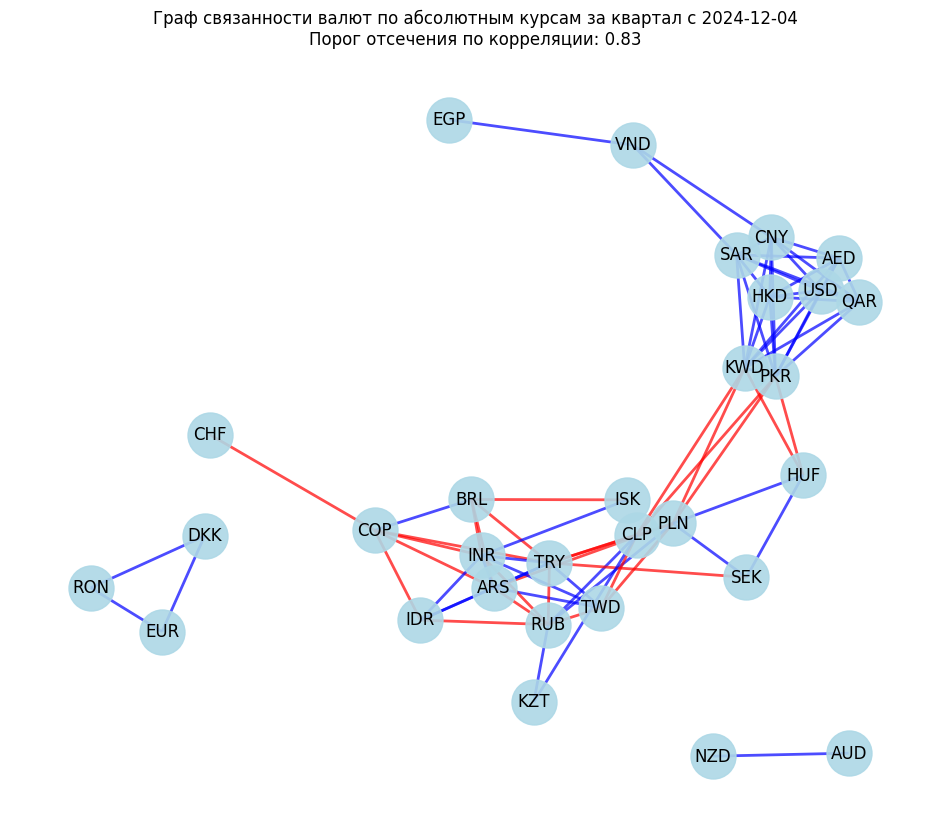 Граф связанности валют по абсолютным курсам за квартал с 2024-12-04
Порог отсечения по корреляции: 0.83
EGP
VND
CNY
SAR
AED
USD
HKD
QAR
KWD
PKR
CHF
HUF
BRL
ISK
COP
PLN
CLP
DKK
INR
TRY
SEK
RON
ARS
TWD
IDR
RUB
EUR
KZT
NZD
AUD